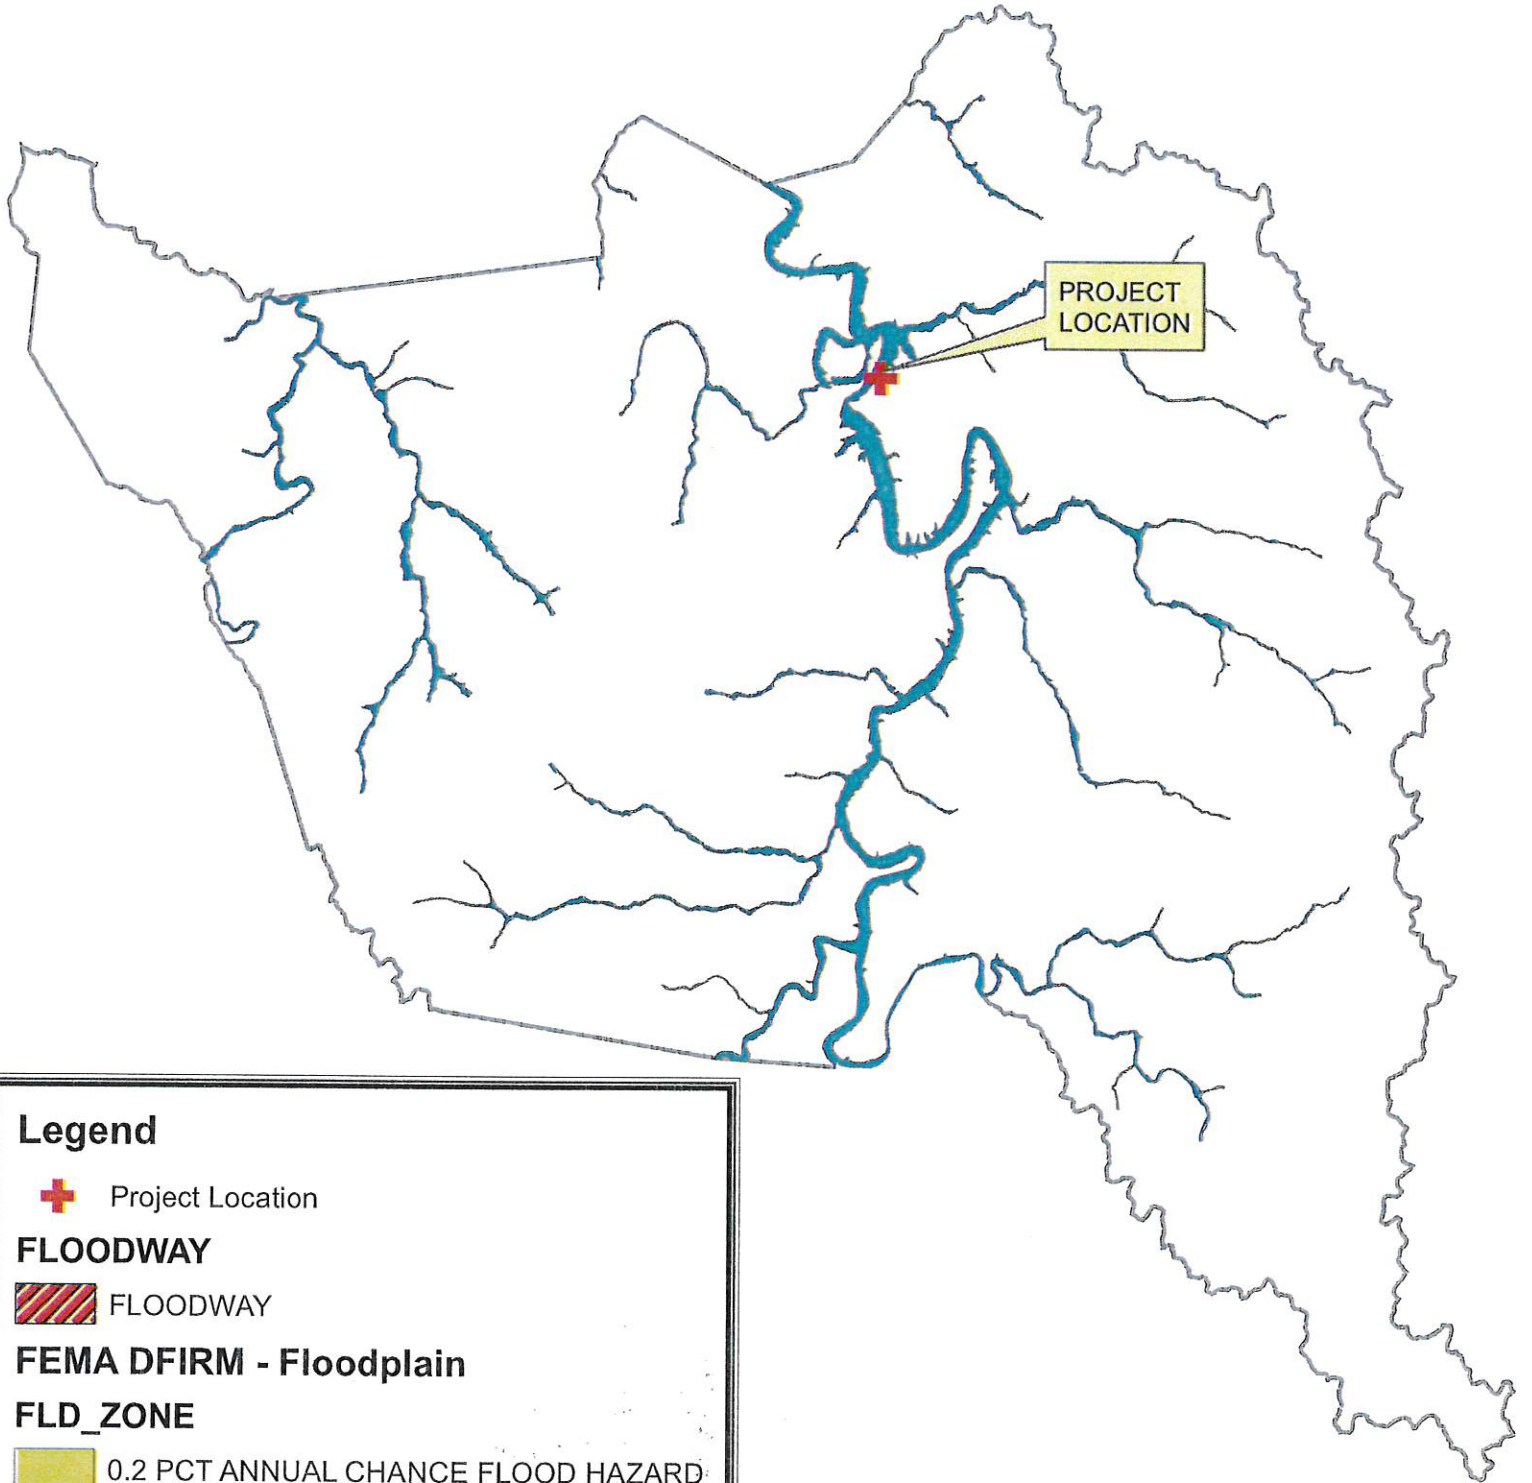 PROJECT
LOCATION
Legend
Project Location
FLOODWAY
FLOODWAY
FEMA DFIRM - Floodplain
FLD_ZONE
0.2 PCT ANNUAL CHANCE FLOOD HAZARD